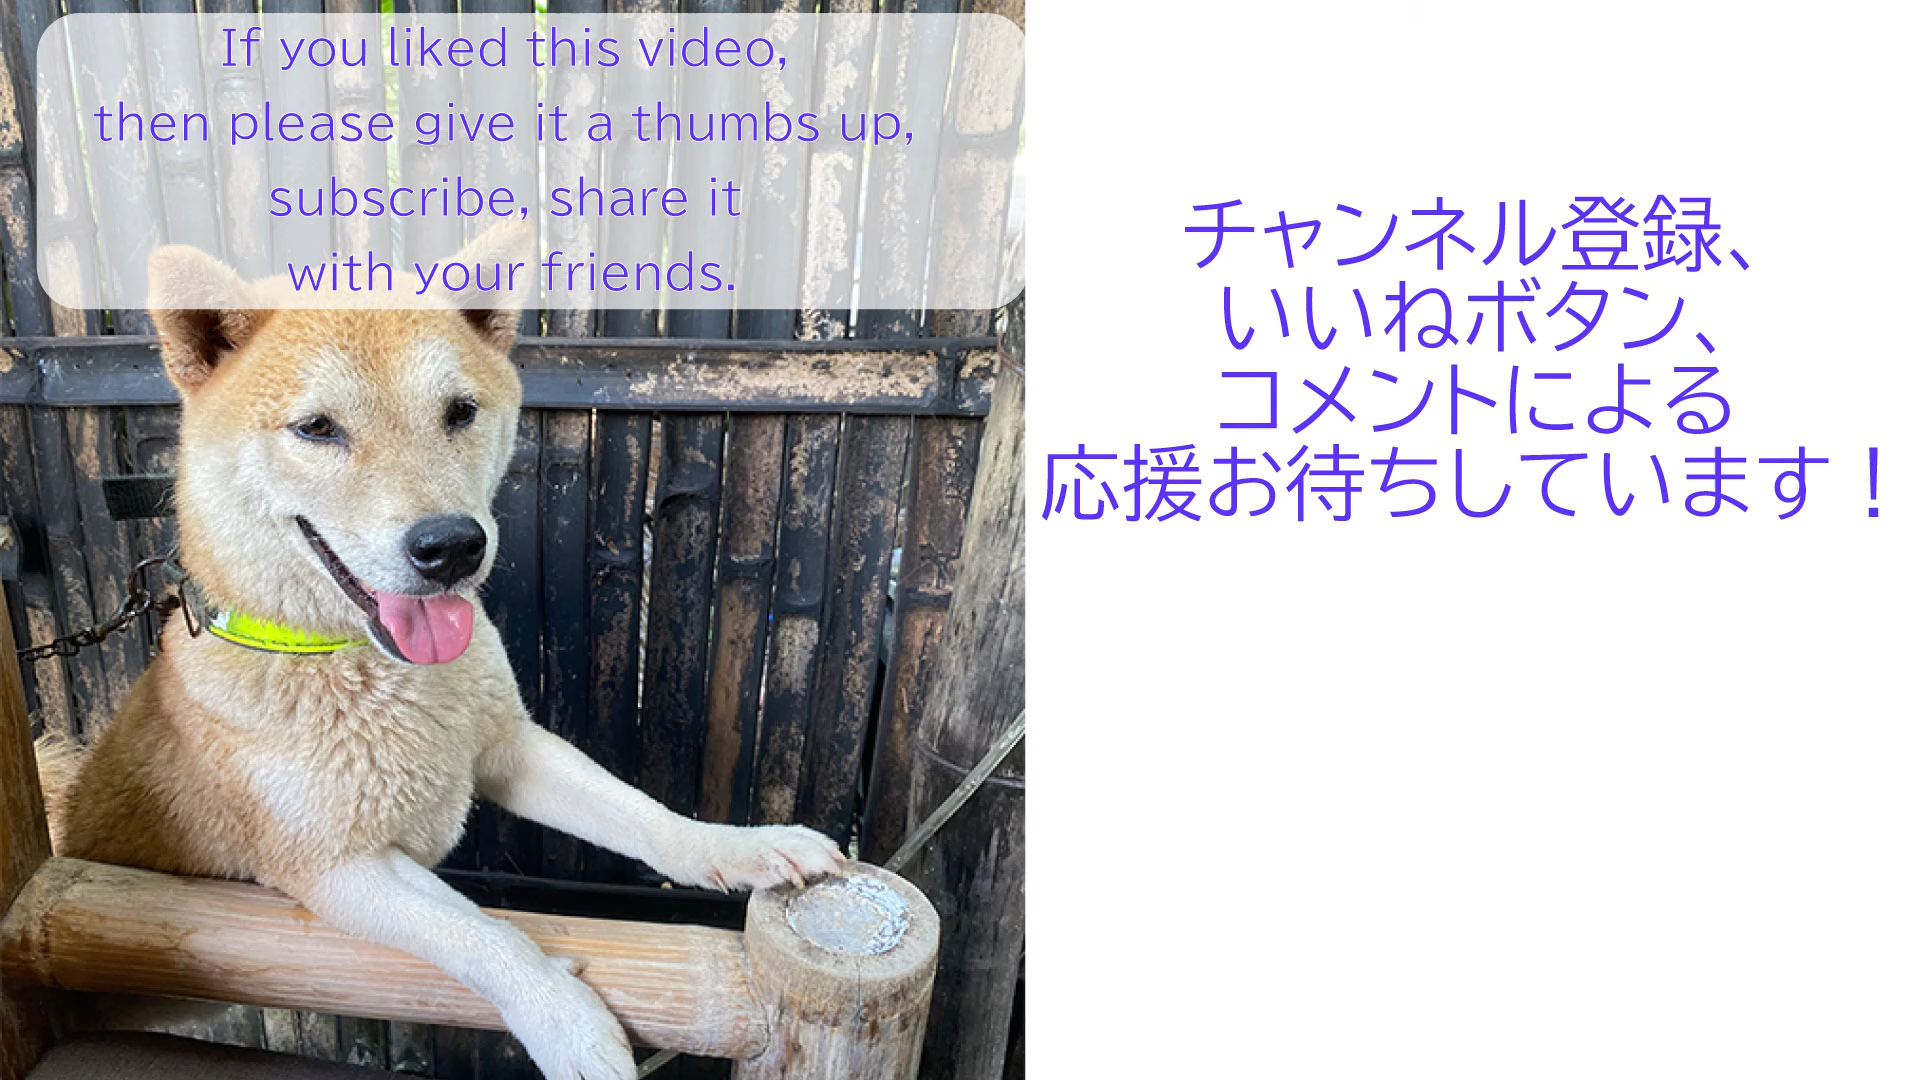 If you liked this video,
then please give it a thumbs up,
subscribe, share it
with your friends.
チャンネル登録、
いいねボタン、
コメントによる
応援お待ちしています！